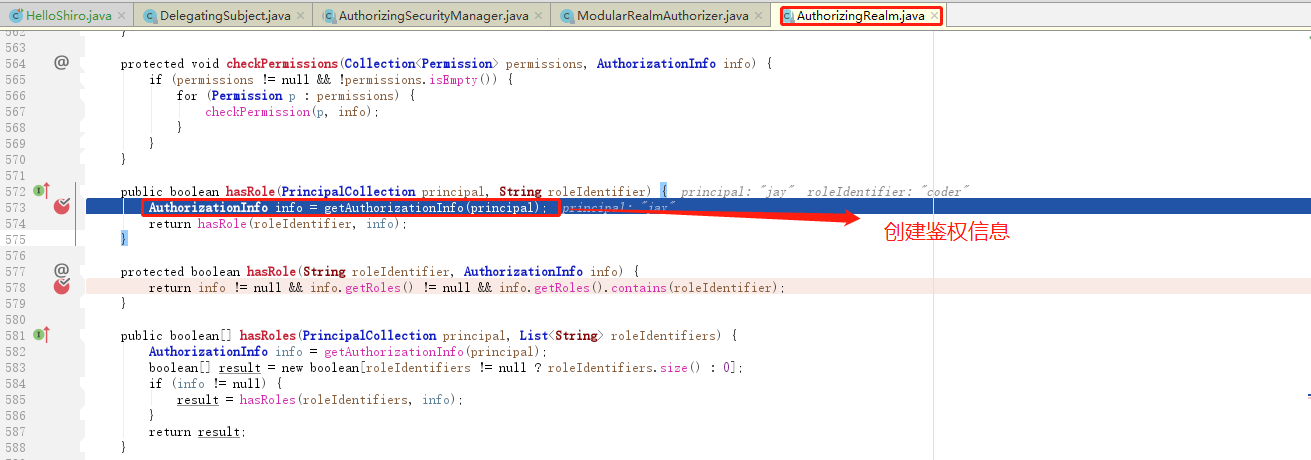 HelloShiro.java × DelegatingSubject.java × AuthorizingSecurityManager.java × ModularRealmAuthorizer.java × AuthorizingRealm.java ×
562 }
563
564 @ protected void checkPermissions(Collection<Permission> permissions, AuthorizationInfo info) {
565 if (permissions != null && !permissions.isEmpty()) {
566 for (Permission p : permissions) {
567 checkPermission(p, info);
568 }
569 }
570 }
571
572 public boolean hasRole(PrincipalCollection principal, String roleIdentifier) { principal: "jay" roleIdentifier: "coder"
573 AuthorizationInfo info = getAuthorizationInfo(principal); principal: "jay"
创建鉴权信息
574 return hasRole(roleIdentifier, info);
575 }
576
577 @ protected boolean hasRole(String roleIdentifier, AuthorizationInfo info) {
578 return info != null && info.getRoles() != null && info.getRoles().contains(roleIdentifier);
579 }
580
581 public boolean[] hasRoles(PrincipalCollection principal, List<String> roleIdentifiers) {
582 AuthorizationInfo info = getAuthorizationInfo(principal);
583 boolean[] result = new boolean[roleIdentifiers != null ? roleIdentifiers.size() : 0];
584 if (info != null) {
585 result = hasRoles(roleIdentifiers, info);
586 }
587 return result;
588 }